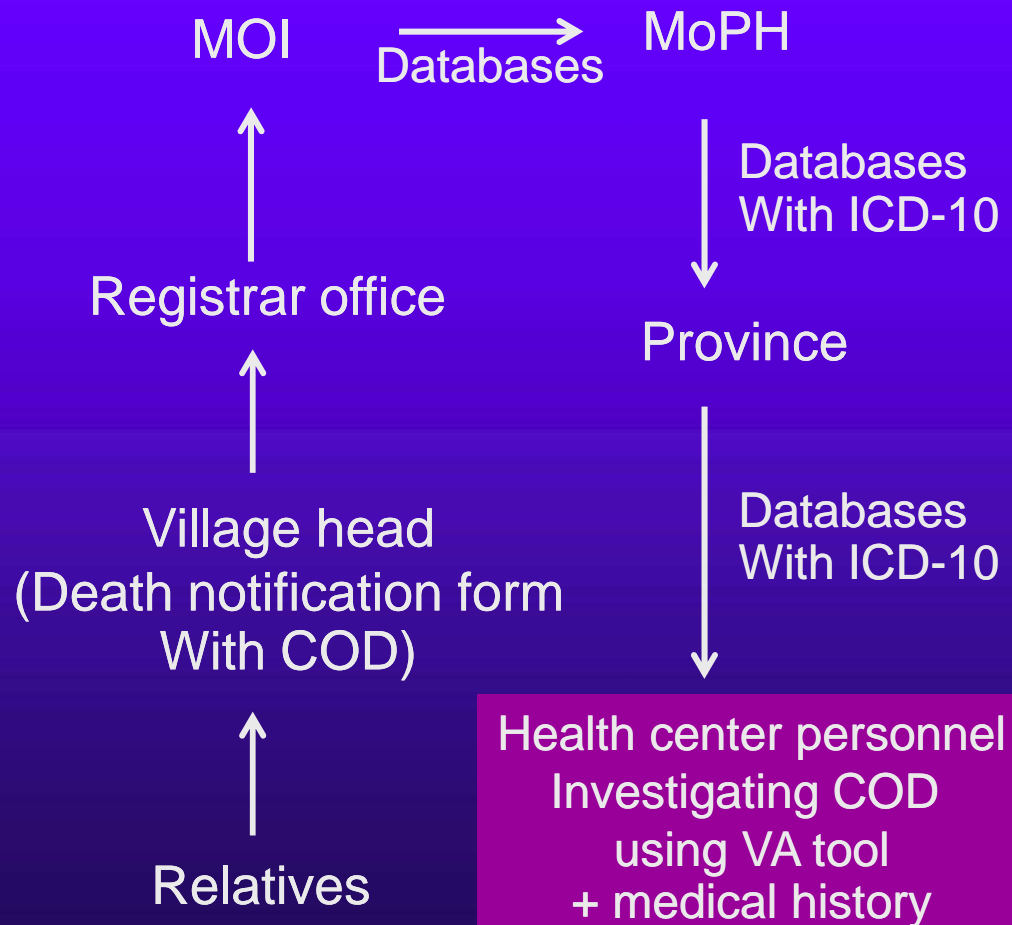 MOI
Databases
MoPH
Databases
With ICD-10
Registrar office
Province
Village head
(Death notification form
With COD)
Databases
With ICD-10
Relatives
Health center personnel
Investigating COD
using VA tool
+ medical history